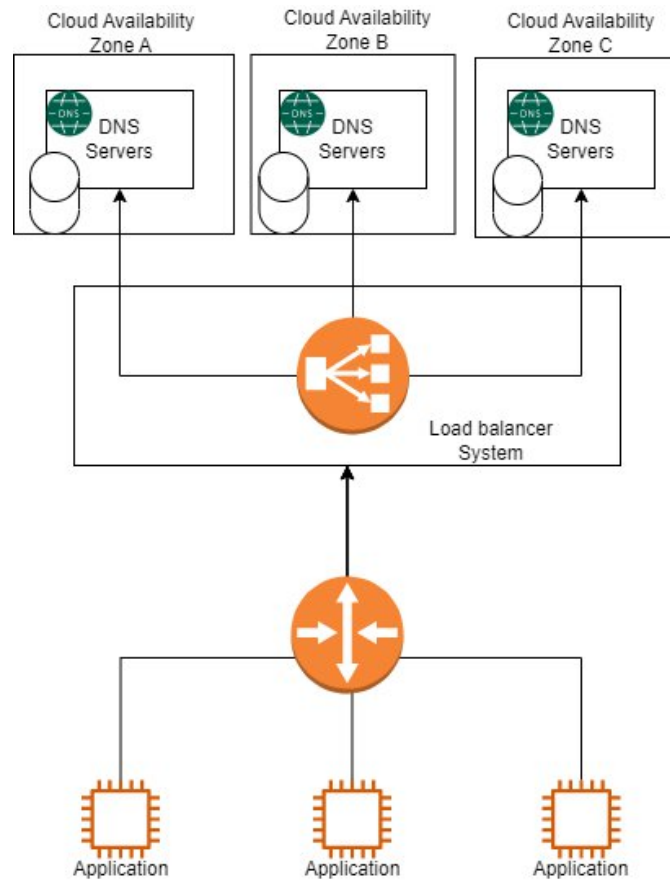 Cloud Availability
Zone A
Cloud Availability
Zone B
Cloud Availability
Zone C
DNS
DNS
Servers
DNS
DNS
Servers
DNS
DNS
Servers
Load balancer
System
Application
Application
Application